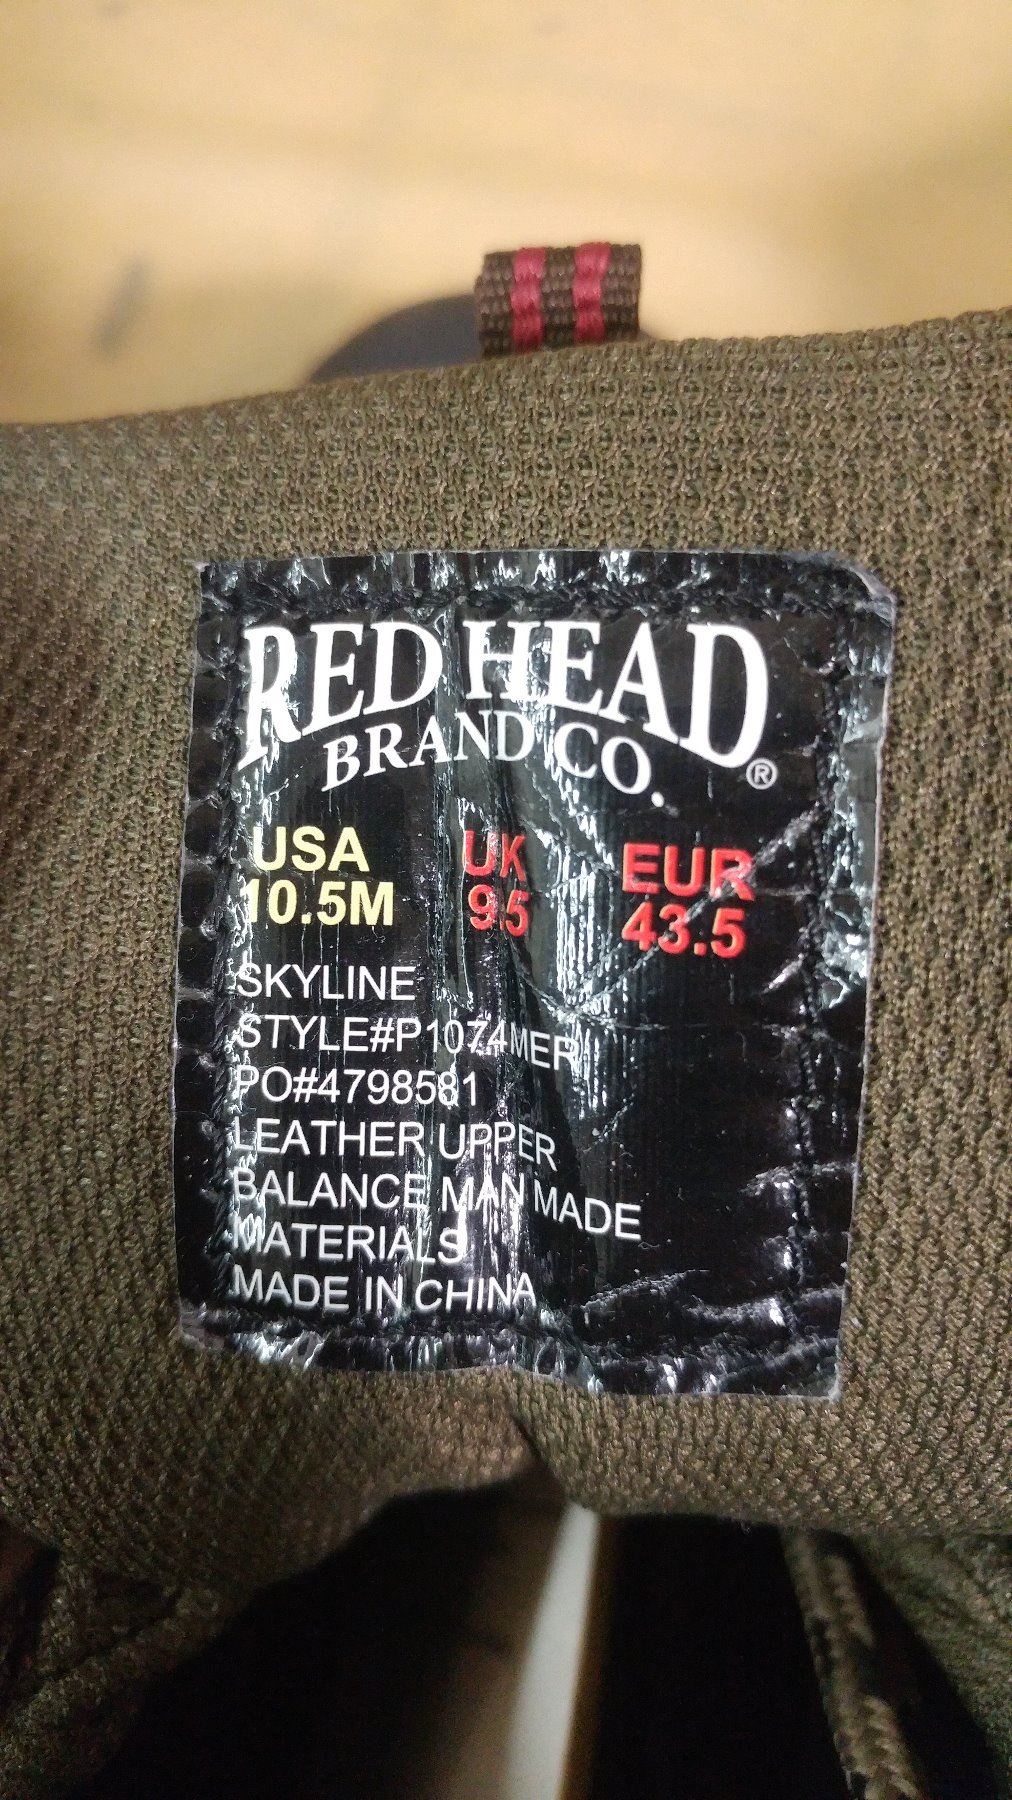 RED HEAD
BRAND CO.®
USA UK EUR
10.5M 9.5 43.5
SKYLINE
STYLE#P1074MER
PO#4798581
LEATHER UPPER
BALANCE MAN MADE
MATERIALS
MADE IN CHINA